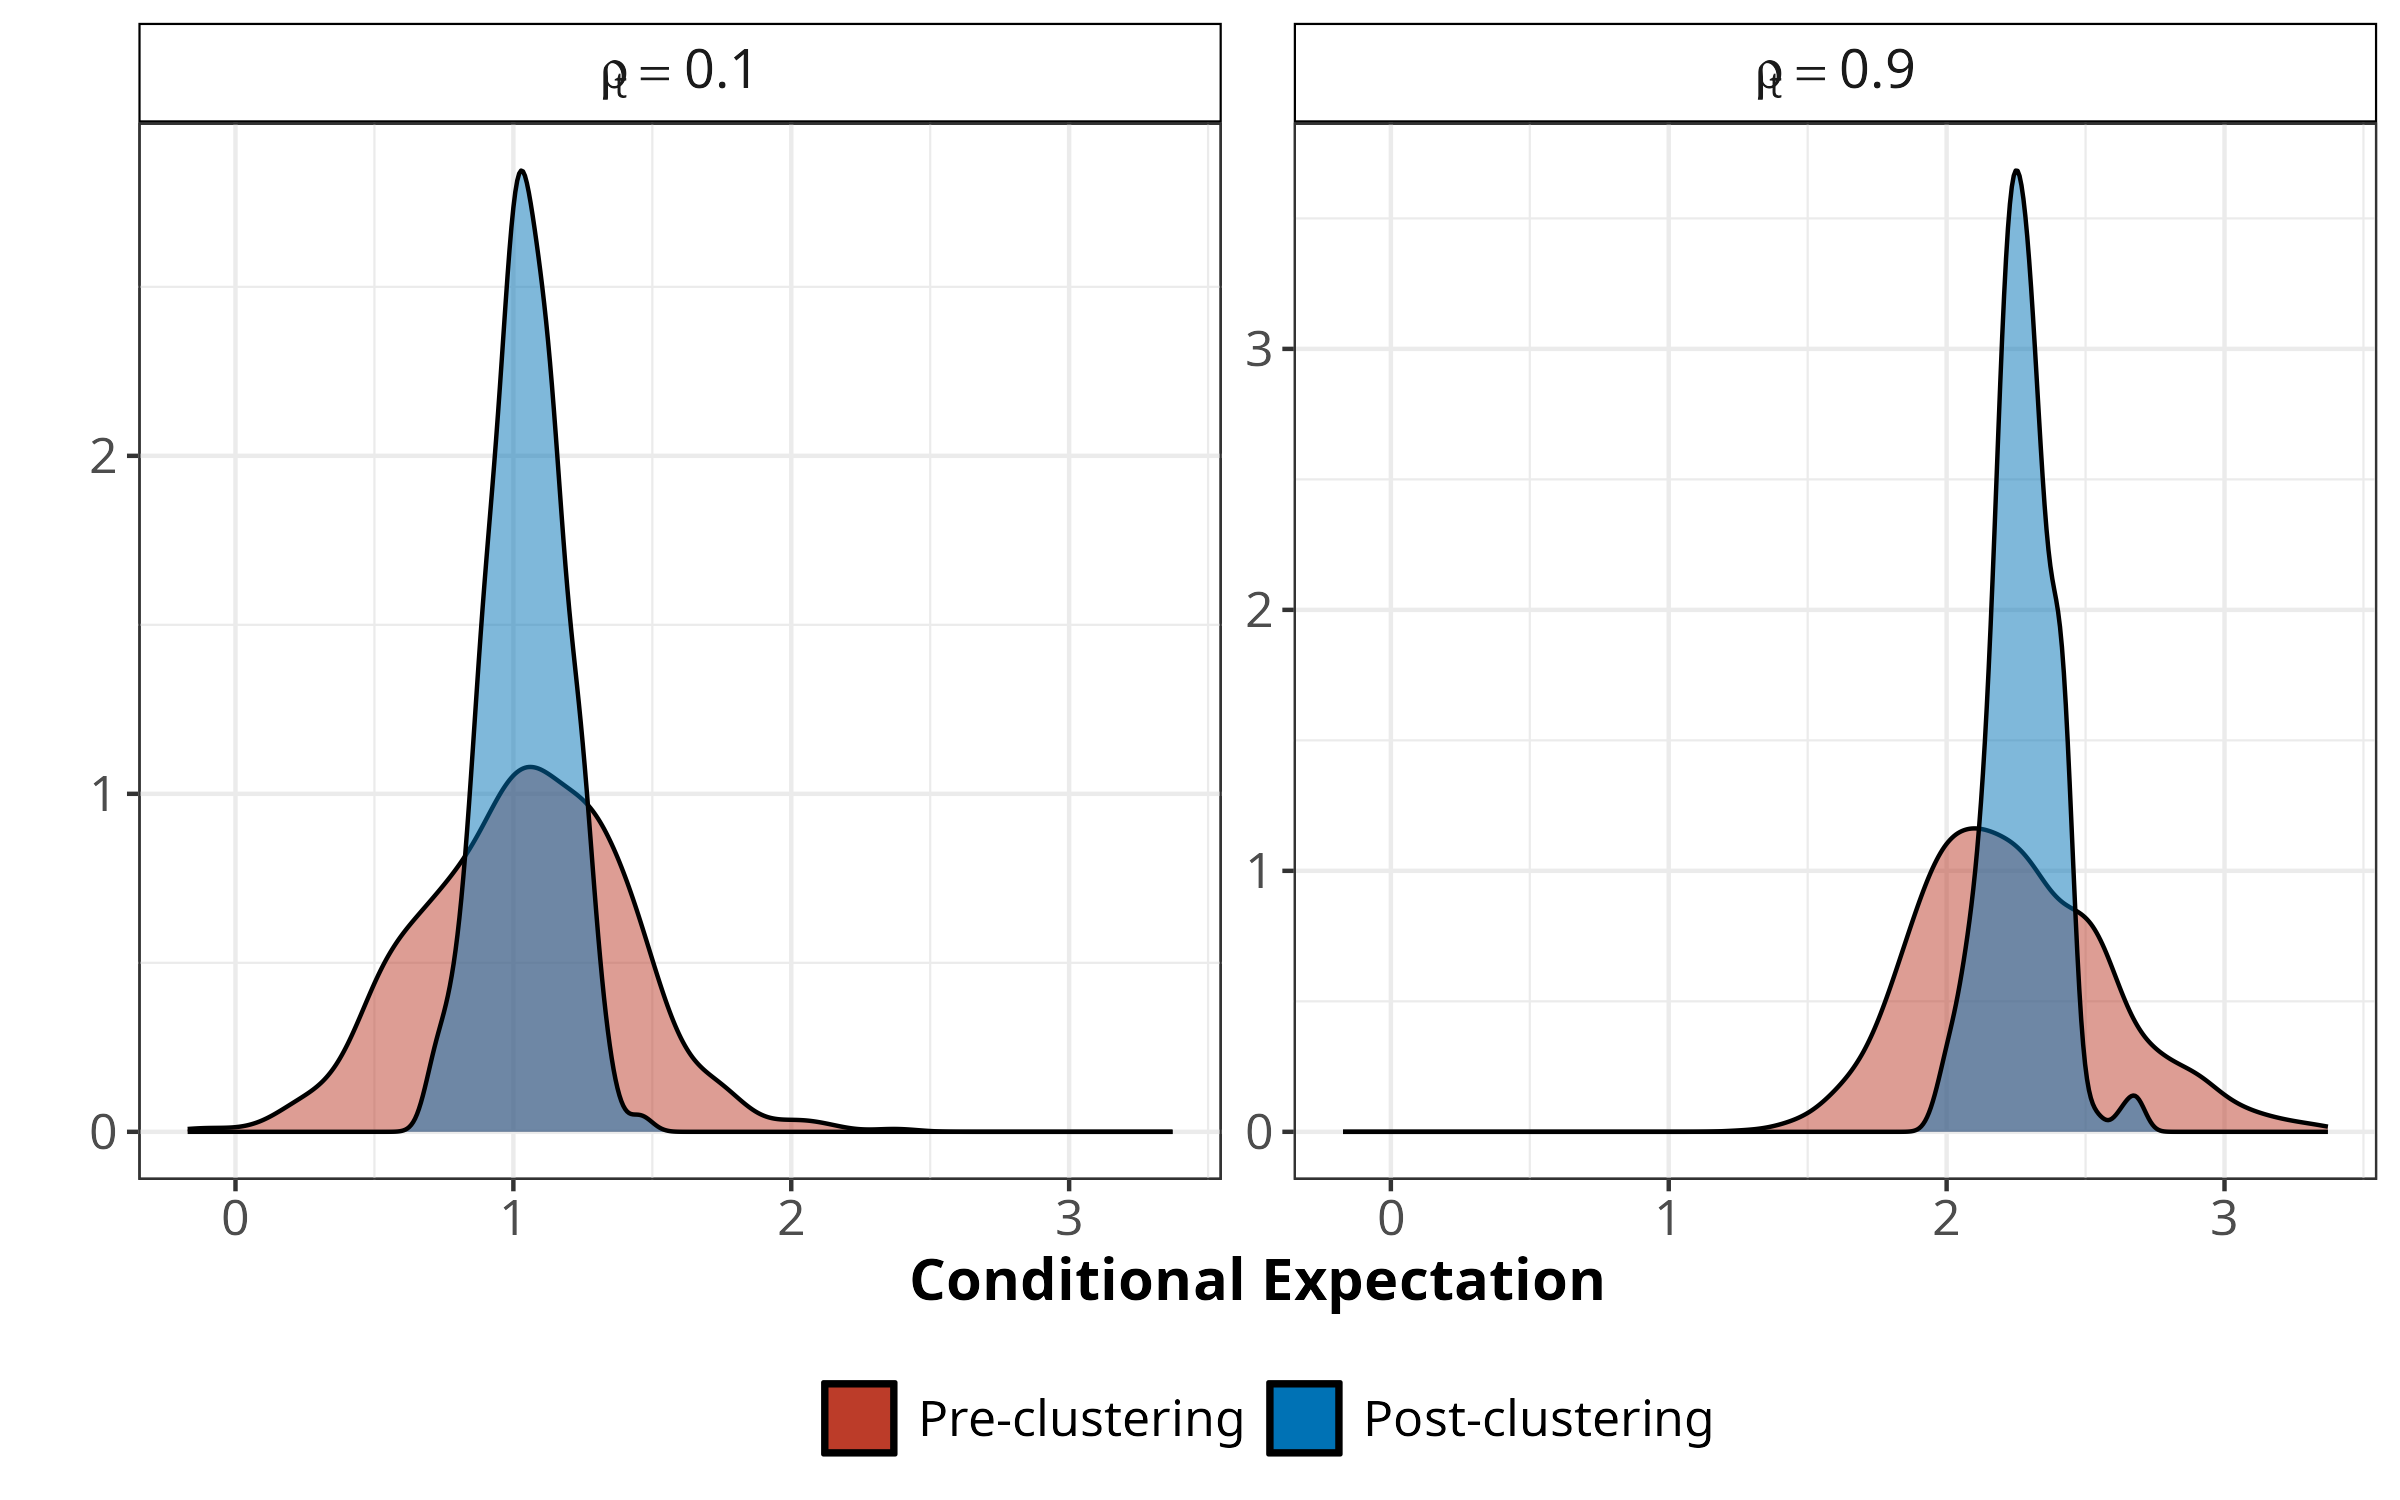 ρt = 0.1
ρt = 0.9
2
1
0
3
2
1
0
0 1 2 3
0 1 2 3
Conditional Expectation
Pre-clustering Post-clustering